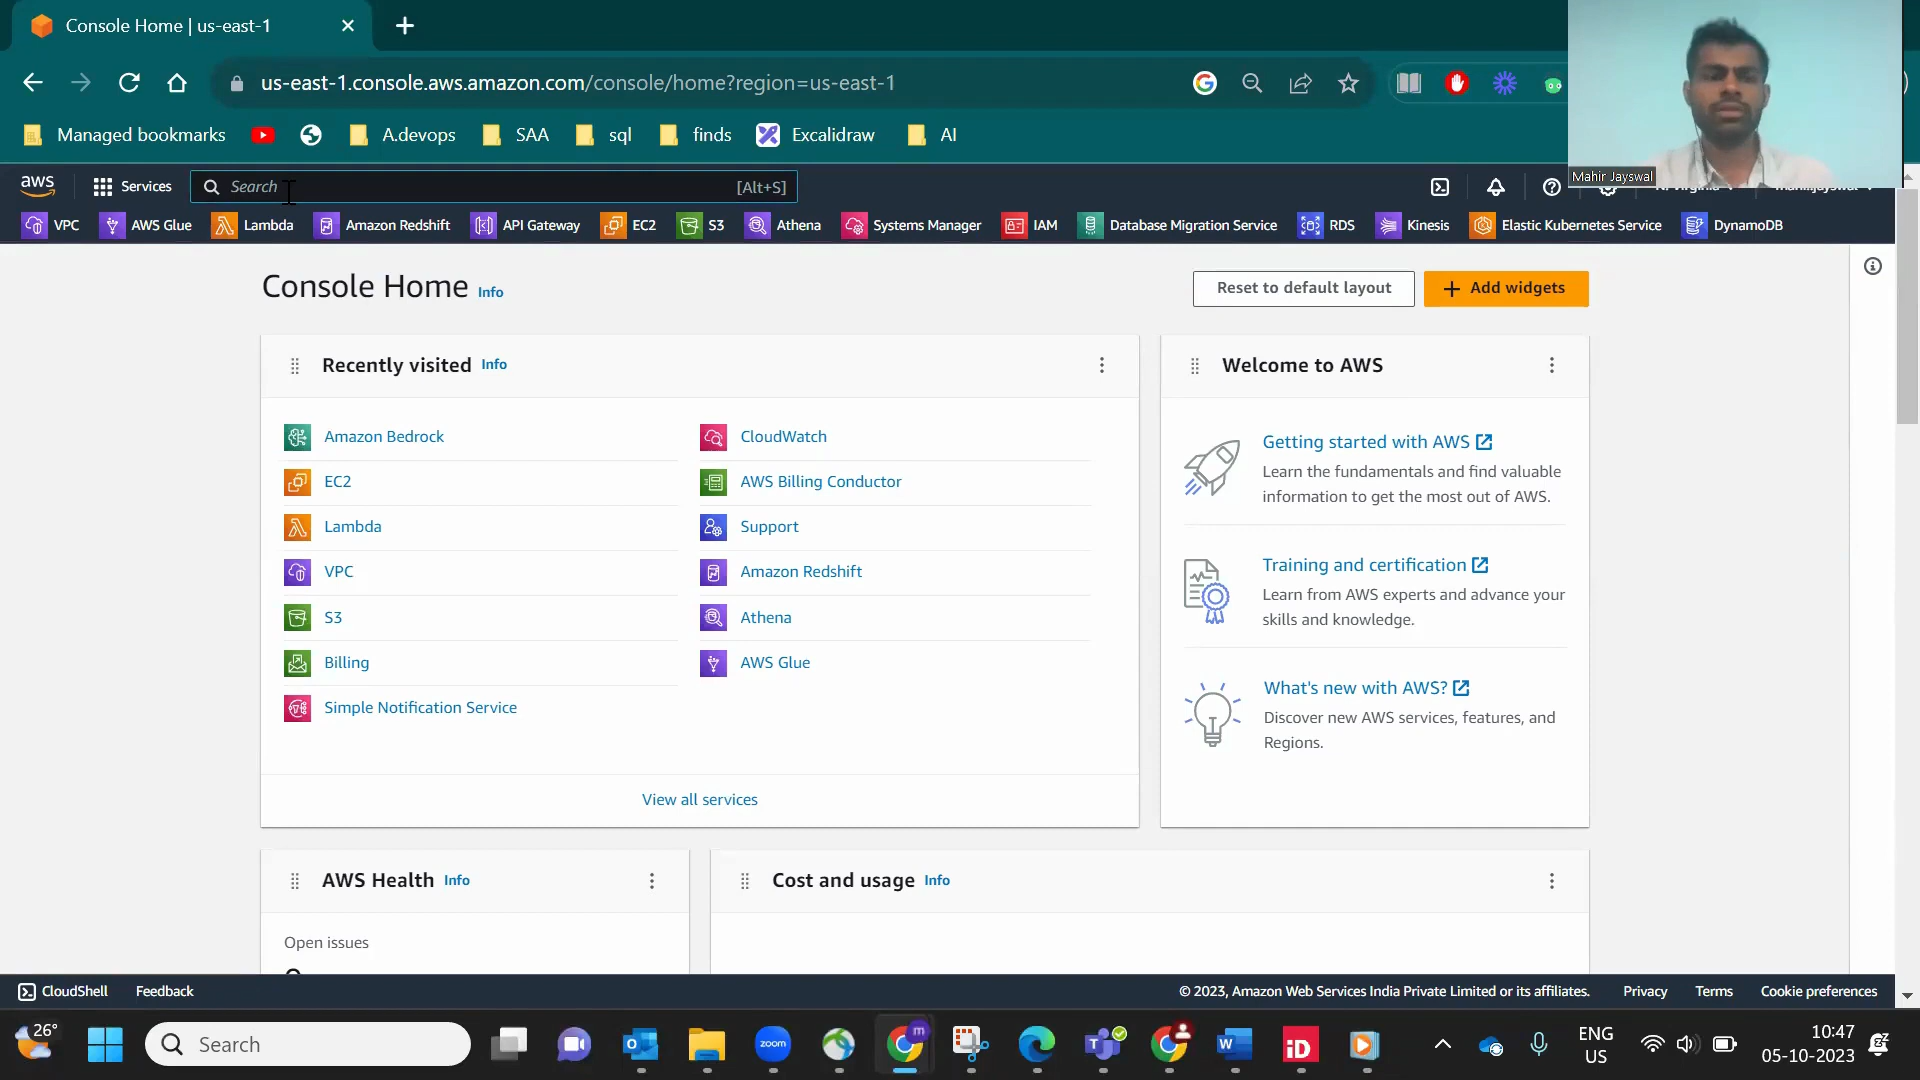 Console Home | us-east-1
us-east-1.console.aws.amazon.com/console/home?region=us-east-1
Managed bookmarks A.devops SAA sql finds Excalidraw AI
Mahir Jayswal
aws Services Search [Alt+S]
VPC AWS Glue Lambda Amazon Redshift API Gateway EC2 S3 Athena Systems Manager IAM Database Migration Service RDS Kinesis Elastic Kubernetes Service DynamoDB
Console Home Info
Reset to default layout
Add widgets
Recently visited Info
Amazon Bedrock
EC2
Lambda
VPC
S3
Billing
Simple Notification Service
CloudWatch
AWS Billing Conductor
Support
Amazon Redshift
Athena
AWS Glue
View all services
Welcome to AWS
Getting started with AWS
Learn the fundamentals and find valuable
information to get the most out of AWS.
Training and certification
Learn from AWS experts and advance your
skills and knowledge.
What's new with AWS?
Discover new AWS services, features, and
Regions.
AWS Health Info
Open issues
Cost and usage Info
CloudShell Feedback
© 2023, Amazon Web Services India Private Limited or its affiliates. Privacy Terms Cookie preferences
26°
Search
zoom
iD
ENG
US
10:47
05-10-2023